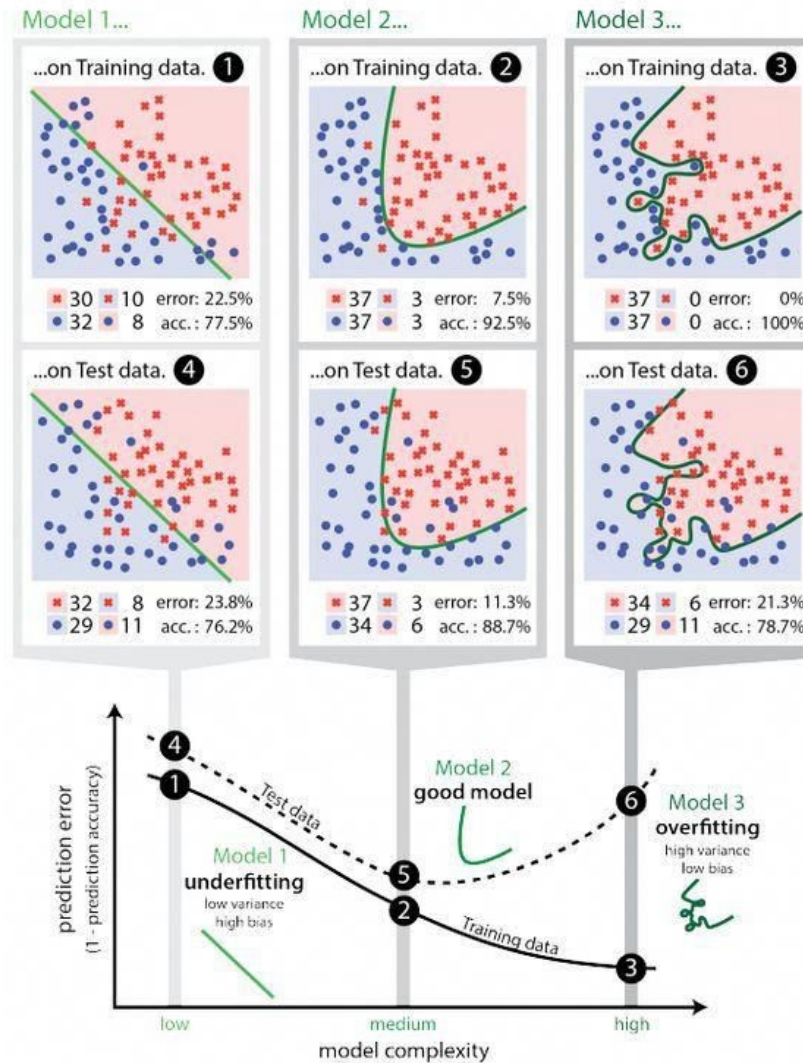 Model 1...
Model 2...
Model 3...
...on Training data. 1
...on Training data. 2
...on Training data. 3
30 10 error: 22.5%
32 8 acc.: 77.5%
37 3 error: 7.5%
37 3 acc.: 92.5%
37 0 error: 0%
37 0 acc.: 100%
...on Test data. 4
...on Test data. 5
...on Test data. 6
32 8 error: 23.8%
29 11 acc.: 76.2%
37 3 error: 11.3%
34 6 acc.: 88.7%
34 6 error: 21.3%
29 11 acc.: 78.7%
prediction error
(1 - prediction accuracy)
4
1
Test data
Model 1
underfitting
low variance
high bias
5
2
Model 2
good model
Training data
6
3
Model 3
overfitting
high variance
low bias
low
medium
high
model complexity